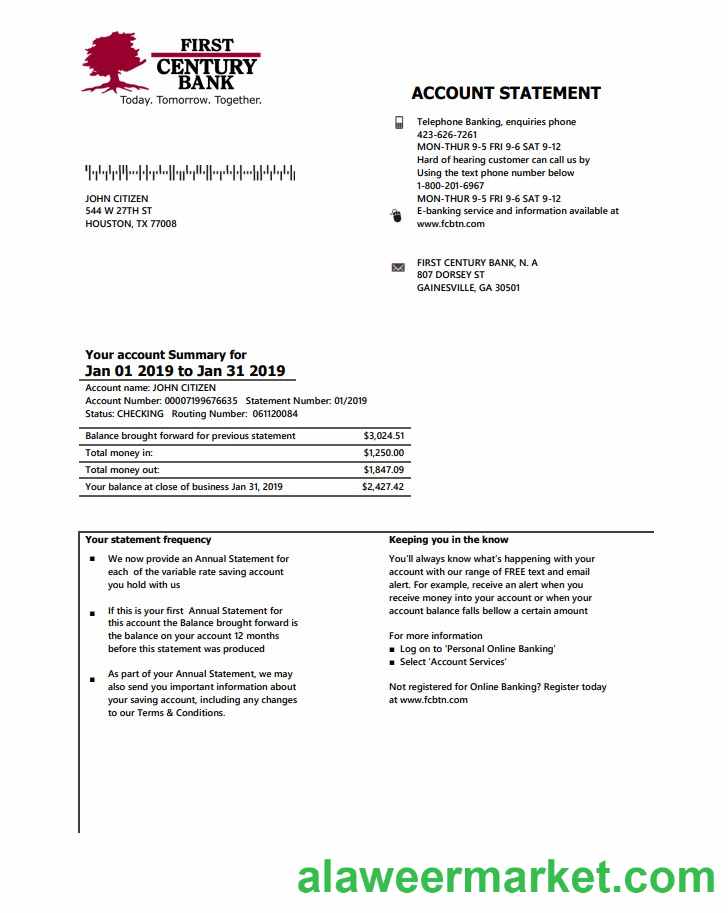 FIRST
CENTURY
BANK
Today. Tomorrow. Together.
ACCOUNT STATEMENT
Telephone Banking, enquiries phone
423-626-7261
MON-THUR 9-5 FRI 9-6 SAT 9-12
Hard of hearing customer can call us by
Using the text phone number below
1-800-201-6967
MON-THUR 9-5 FRI 9-6 SAT 9-12
E-banking service and information available at
www.fcbtn.com
JOHN CITIZEN
544 W 27TH ST
HOUSTON, TX 77008
FIRST CENTURY BANK, N. A
807 DORSEY ST
GAINESVILLE, GA 30501
Your account Summary for
Jan 01 2019 to Jan 31 2019
Account name: JOHN CITIZEN
Account Number: 00007199676635 Statement Number: 01/2019
Status: CHECKING Routing Number: 061120084
Balance brought forward for previous statement $3,024.51
Total money in: $1,250.00
Total money out: $1,847.09
Your balance at close of business Jan 31, 2019 $2,427.42
Your statement frequency
■ We now provide an Annual Statement for
each of the variable rate saving account
you hold with us
■ If this is your first Annual Statement for
this account the Balance brought forward is
the balance on your account 12 months
before this statement was produced
■ As part of your Annual Statement, we may
also send you important information about
your saving account, including any changes
to our Terms & Conditions.
Keeping you in the know
You'll always know what's happening with your
account with our range of FREE text and email
alert. For example, receive an alert when you
receive money into your account or when your
account balance falls bellow a certain amount
For more information
■ Log on to 'Personal Online Banking'
■ Select 'Account Services'
Not registered for Online Banking? Register today
at www.fcbtn.com
alaweermarket.com